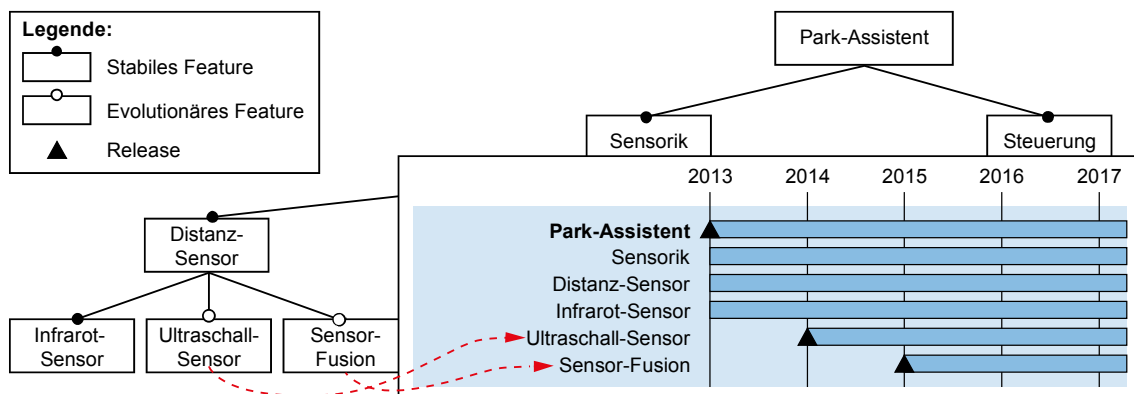 Legende:
Stabiles Feature
Evolutionäres Feature
Release
Park-Assistent
Sensorik
Steuerung
Distanz-
Sensor
Infrarot-
Sensor
Ultraschall-
Sensor
Sensor-
Fusion
2013 2014 2015 2016 2017
Park-Assistent
Sensorik
Distanz-Sensor
Infrarot-Sensor
Ultraschall-Sensor
Sensor-Fusion